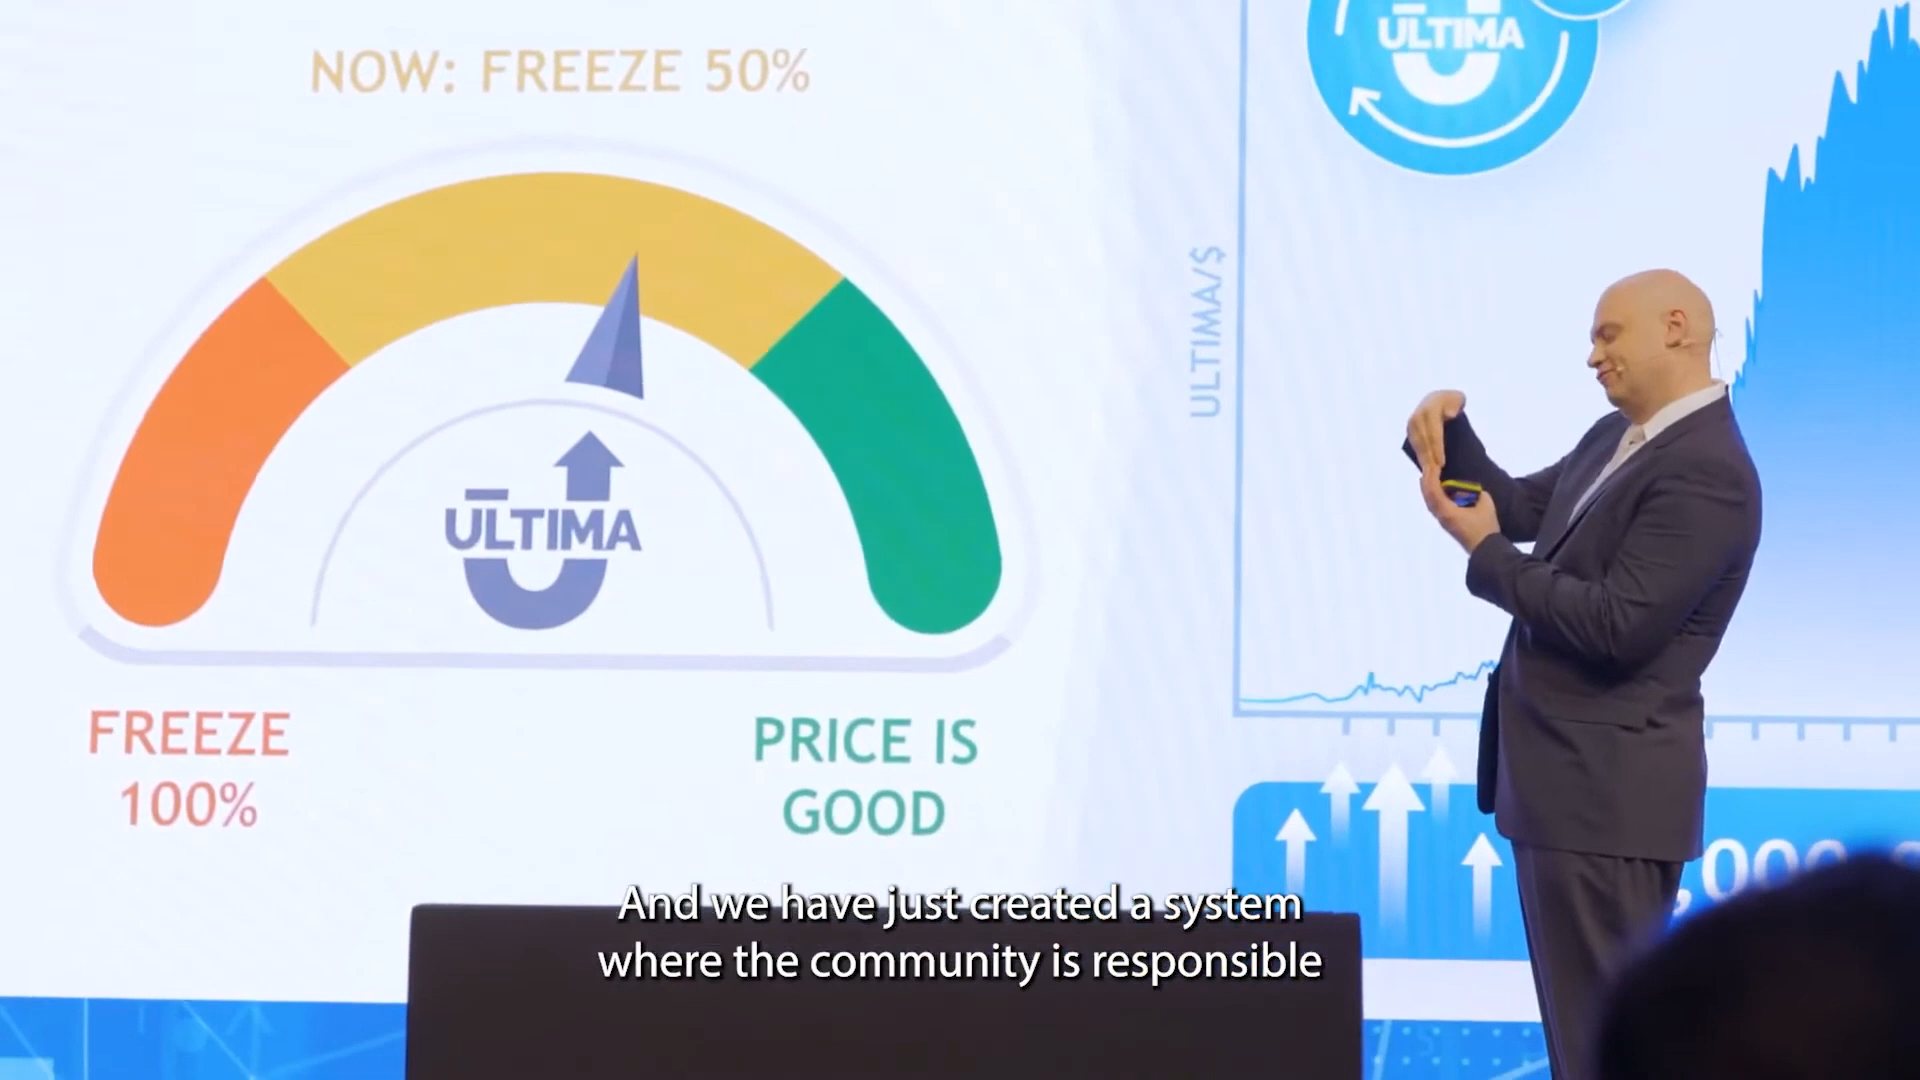 NOW: FREEZE 50%
ULTIMA
FREEZE
100%
PRICE IS
GOOD
ULTIMA
ULTIMA/$
And we have just created a system
where the community is responsible